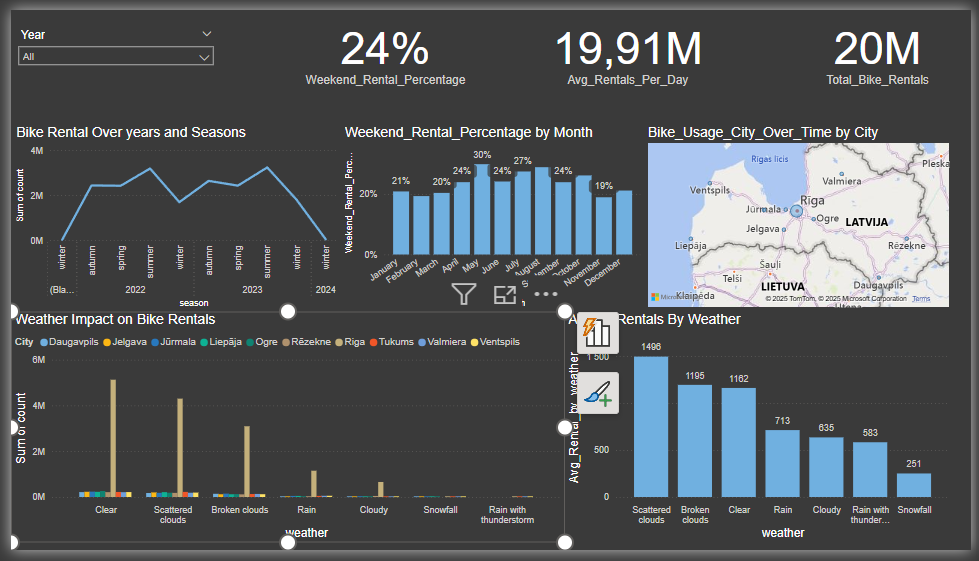 Year
All
24%
Weekend_Rental_Percentage
19,91M
Avg_Rentals_Per_Day
20M
Total_Bike_Rentals
Bike Rental Over years and Seasons
4M
2M
0M
Sum of count
winter
autumn
spring
summer
winter
autumn
spring
summer
winter
winter
(Bla...
2022
2023
2024
season
Weekend_Rental_Percentage by Month
Weekend_Rental_Perc...
20%
0%
21%
20%
24%
30%
24%
27%
24%
19%
January
February
March
April
May
June
July
August
October
November
December
Bike_Usage_City_Over_Time by City
Rīgas līcis
Pleska
Ventspils
Valmiera
Rīga
Jūrmala
Ogre
LATVIJA
Jelgava
Liepāja
Rēzekne
Šauļi
Telši
LIETUVA
Daugavpils
Klaipėda
Microsoft
© 2025 TomTom, © 2025 Microsoft Corporation Terms
Weather Impact on Bike Rentals
City Daugavpils Jelgava Jūrmala Liepāja Ogre Rēzekne Riga Tukums Valmiera Ventspils
6M
4M
2M
0M
Sum of count
Clear
Scattered clouds
Broken clouds
Rain
Cloudy
Snowfall
Rain with thunderstorm
weather
Rentals By Weather
Avg_Rental_by_weather
1 500
500
0
1496
1195
1162
713
635
583
251
Scattered clouds
Broken clouds
Clear
Rain
Cloudy
Rain with thunder...
Snowfall
weather